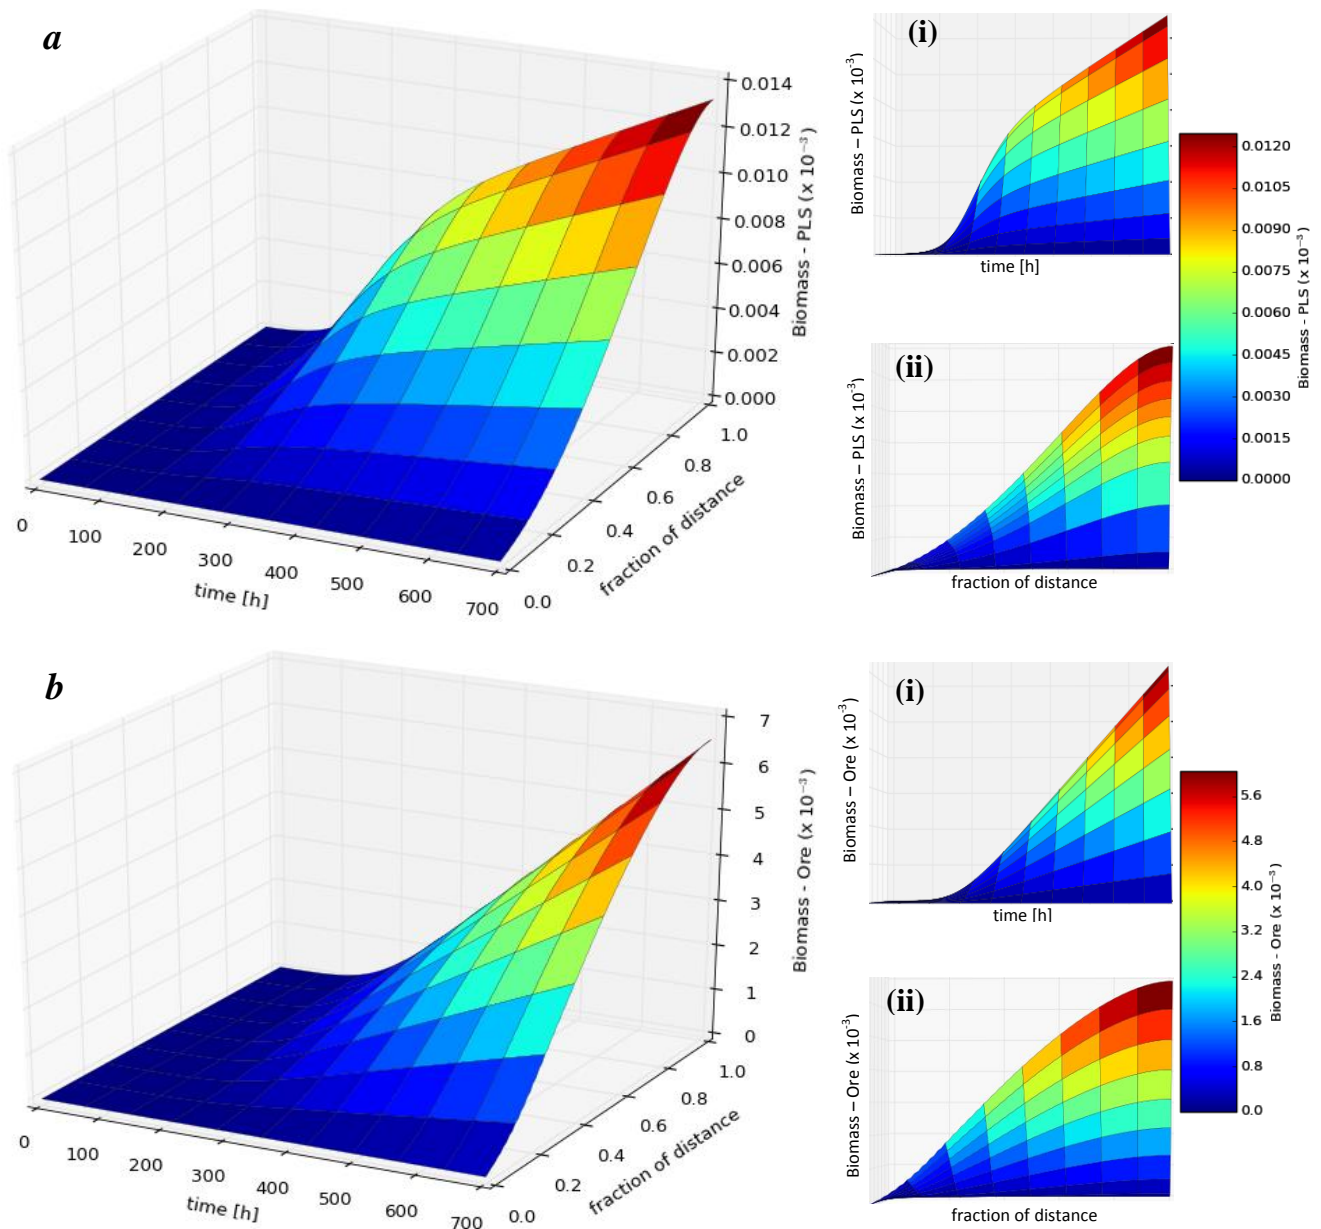 a
0.014
0.012
0.010
0.008
0.006
0.004
0.002
0.000
Biomass - PLS (x 10⁻³)
0
100
200
300
400
500
600
700
time [h]
0.0
0.2
0.4
0.6
0.8
1.0
fraction of distance
(i)
Biomass – PLS (x 10⁻³)
time [h]
(ii)
Biomass – PLS (x 10⁻³)
fraction of distance
0.0120
0.0105
0.0090
0.0075
0.0060
0.0045
0.0030
0.0015
0.0000
Biomass - PLS (x 10⁻³)
b
7
6
5
4
3
2
1
0
Biomass - Ore (x 10⁻³)
0
100
200
300
400
500
600
700
time [h]
0.0
0.2
0.4
0.6
0.8
1.0
fraction of distance
(i)
Biomass – Ore (x 10⁻³)
time [h]
(ii)
Biomass – Ore (x 10⁻³)
fraction of distance
5.6
4.8
4.0
3.2
2.4
1.6
0.8
0.0
Biomass - Ore (x 10⁻³)